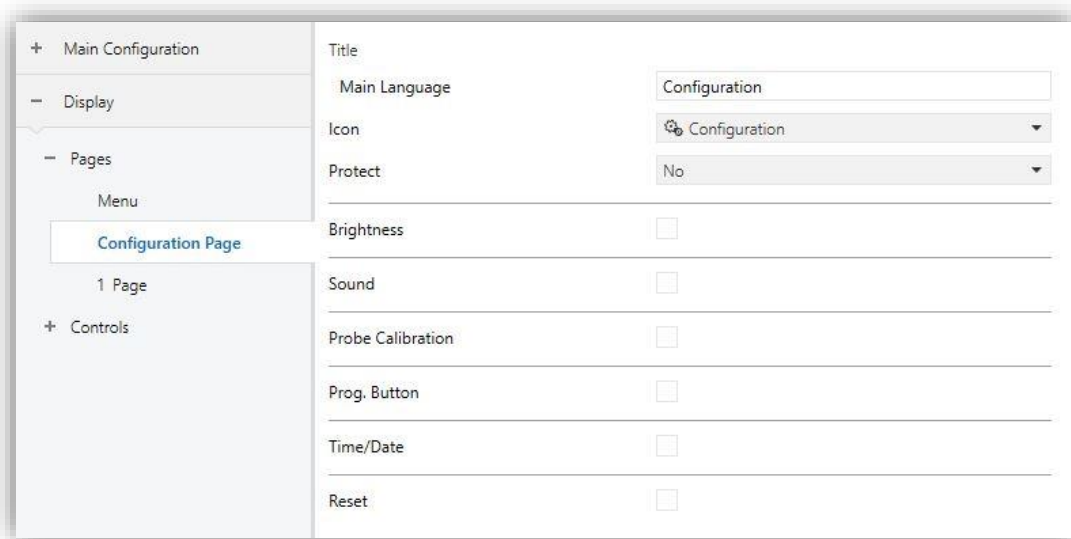 + Main Configuration
− Display
− Pages
Menu
Configuration Page
1 Page
+ Controls
Title
Main Language Configuration
Icon Configuration
Protect No
Brightness
Sound
Probe Calibration
Prog. Button
Time/Date
Reset